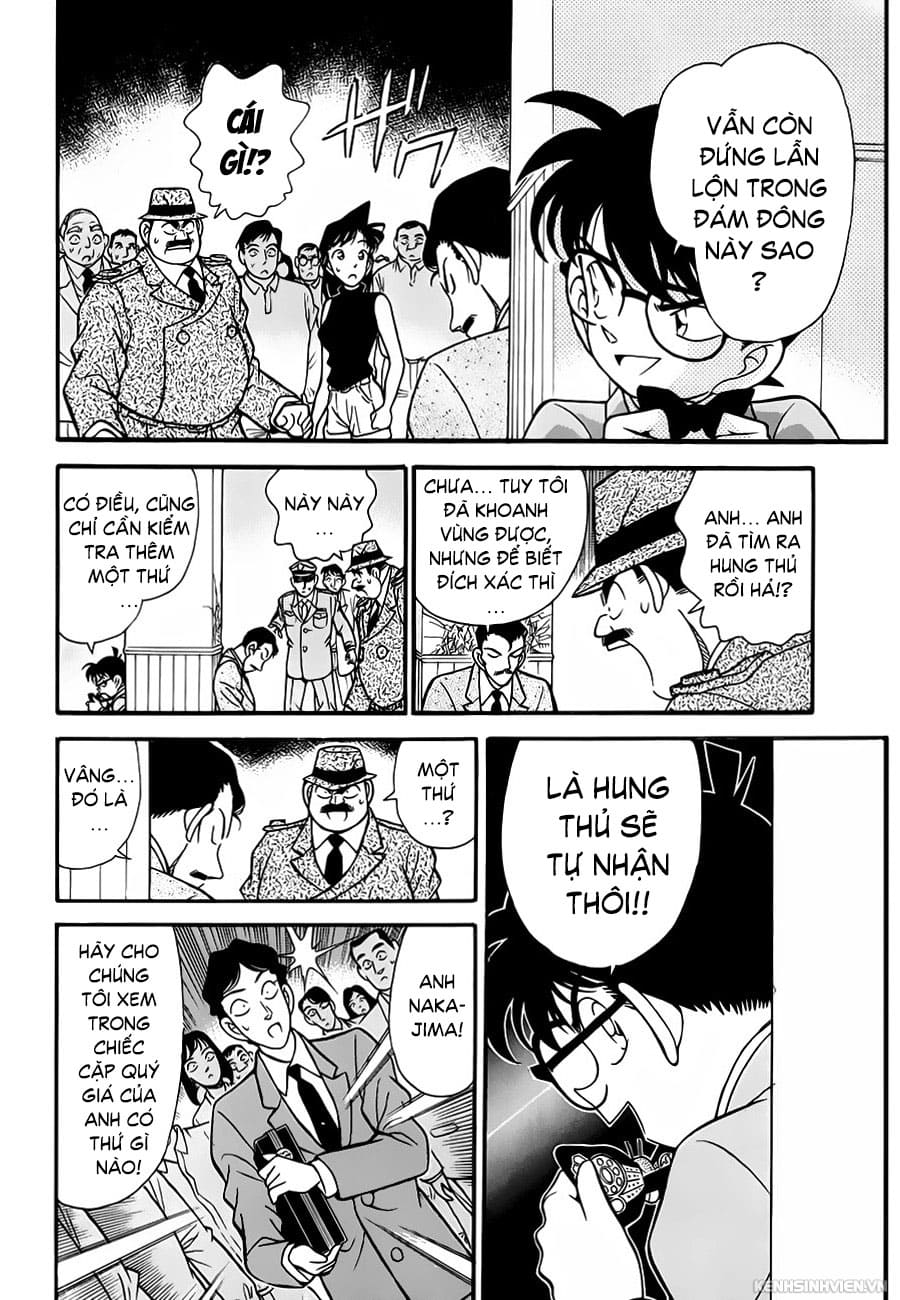 VẪN CÒN
ĐỨNG LẪN
LỘN TRONG
ĐÁM ĐÔNG
NÀY SAO
?
CÁI
GÌ!?
ANH... ANH
ĐÃ TÌM RA
HUNG THỦ
RỒI HÁ!?
CHƯA... TUY TÔI
ĐÃ KHOANH
VÙNG ĐƯỢC,
NHƯNG ĐỂ BIẾT
ĐÍCH XÁC THÌ
...
NÀY NÀY
...
CÓ ĐIỀU, CŨNG
CHỈ CẦN KIỂM
TRA THÊM
MỘT THỨ
...
LÀ HUNG
THỦ SẼ
TỰ NHẬN
THÔI!!
MỘT
THỨ
...?
VÂNG...
ĐÓ LÀ
...
ANH
NAKA-
JIMA!
HÃY CHO
CHÚNG
TÔI XEM
TRONG
CHIẾC
CẶP QUÝ
GIÁ CỦA
ANH CÓ
THỨ GÌ
NÀO!
KENHSINHVIEN.VN